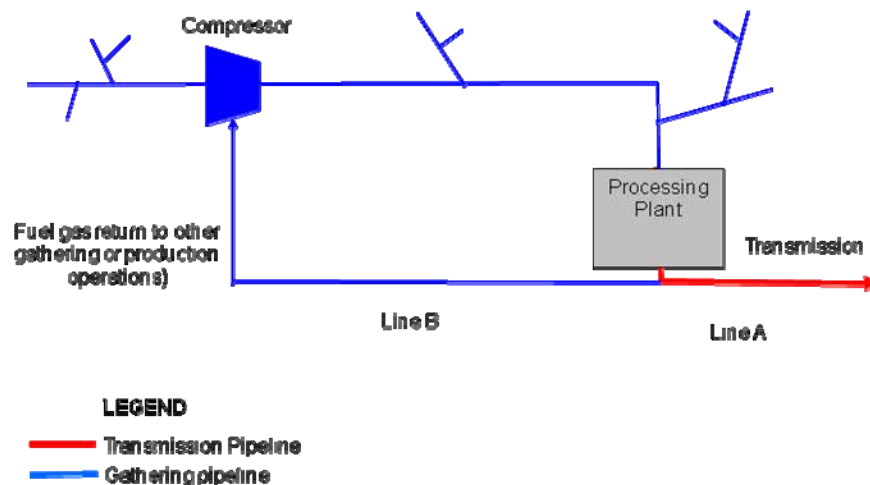 Compressor
Processing
Plant
Fuel gas return to other
gathering or production
operations)
Transmission
Line B
Line A
LEGEND
Transmission Pipeline
Gathering pipeline